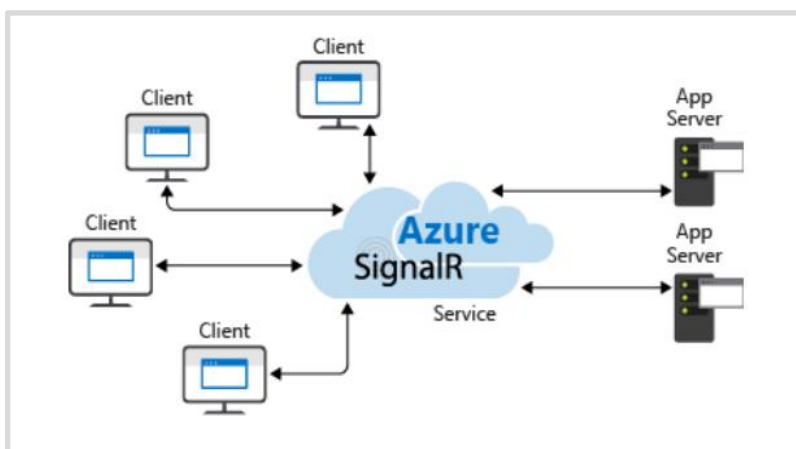 Client
Client
Client
Client
Azure
SignalR
Service
App
Server
App
Server